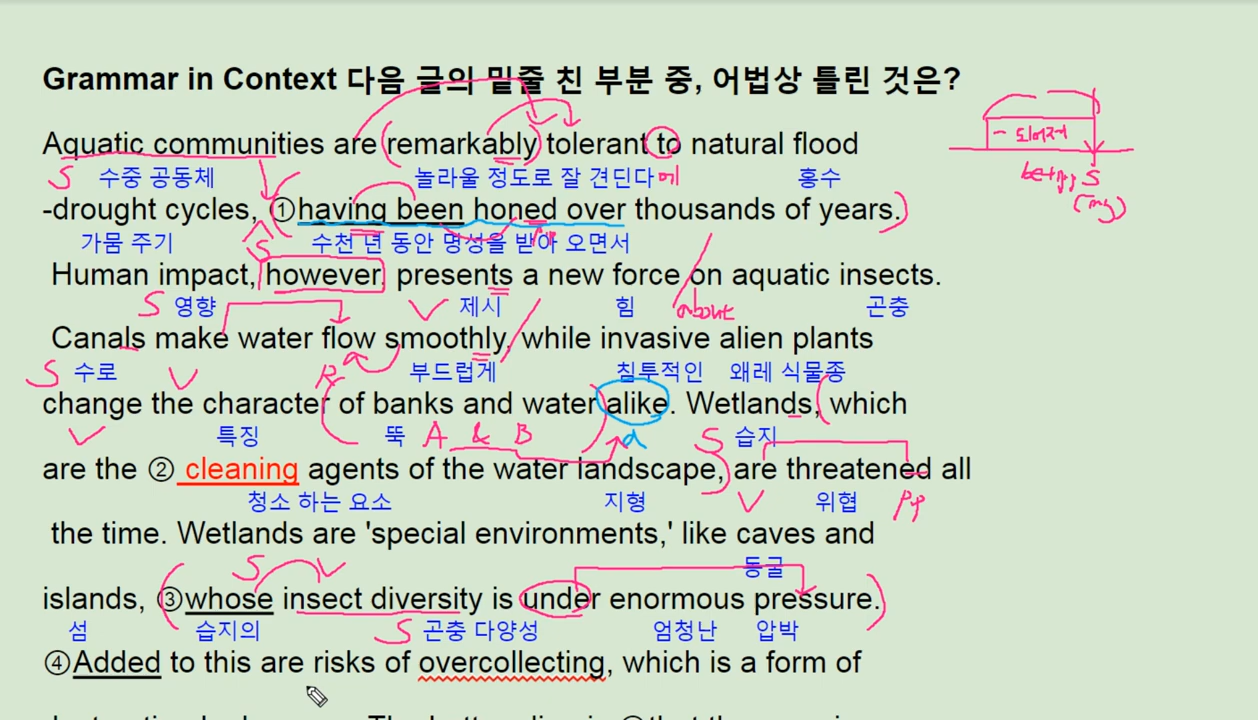 Grammar in Context 다음 글의 밑줄 친 부분 중, 어법상 틀린 것은?
Aquatic communities are remarkably tolerant to natural flood
S 수중 공동체 놀라울 정도로 잘 견딘다 에 홍수
-drought cycles, ①having been honed over thousands of years.
가뭄 주기 S 수천 년 동안 명성을 받아 오면서
Human impact, however, presents a new force on aquatic insects.
S 영향 V 제시 힘 about 곤충
Canals make water flow smoothly, while invasive alien plants
S 수로 V R 부드럽게 침투적인 왜레 식물종
change the character of banks and water alike. Wetlands, which
V 특징 뚝 A & B d S 습지
are the ② cleaning agents of the water landscape, are threatened all
청소 하는 요소 지형 V 위협 PP
the time. Wetlands are 'special environments,' like caves and
S V 동굴
islands, ③whose insect diversity is under enormous pressure.
섬 습지의 S 곤충 다양성 엄청난 압박
④Added to this are risks of overcollecting, which is a form of
- 되어져
S
(ing)